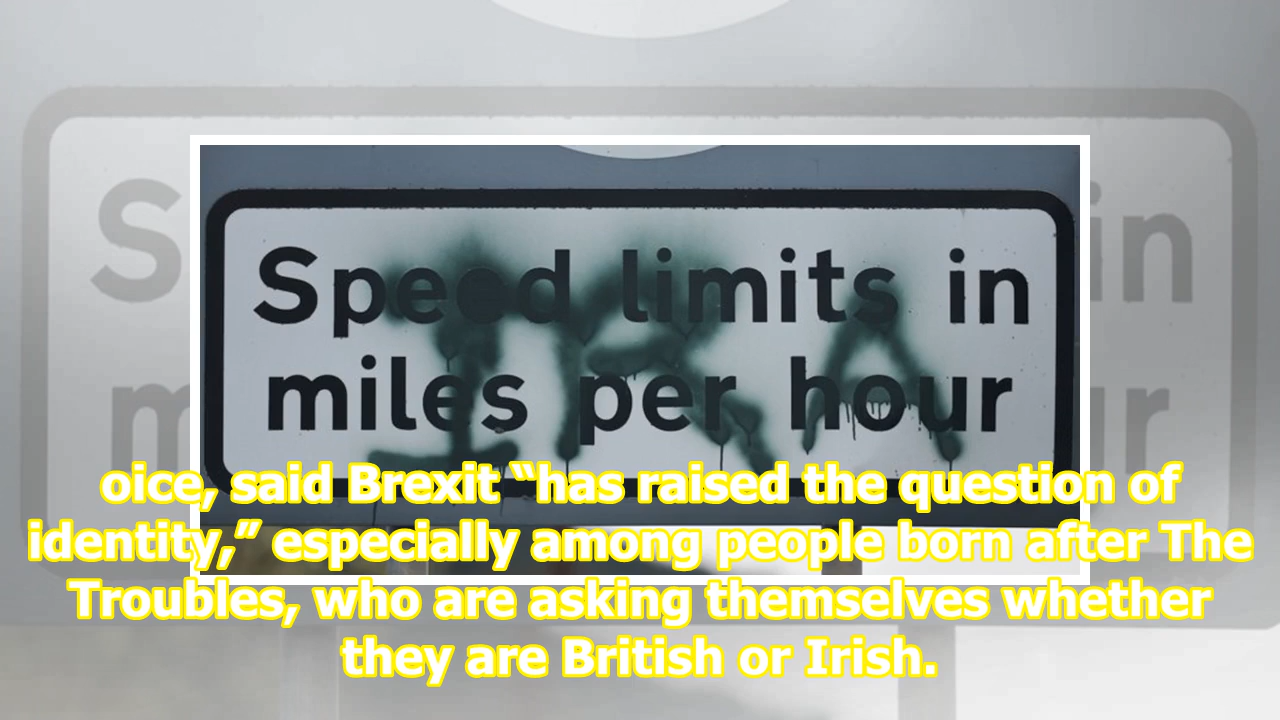 Speed limits in
miles per hour
IRA
oice, said Brexit “has raised the question of
identity,” especially among people born after The
Troubles, who are asking themselves whether
they are British or Irish.